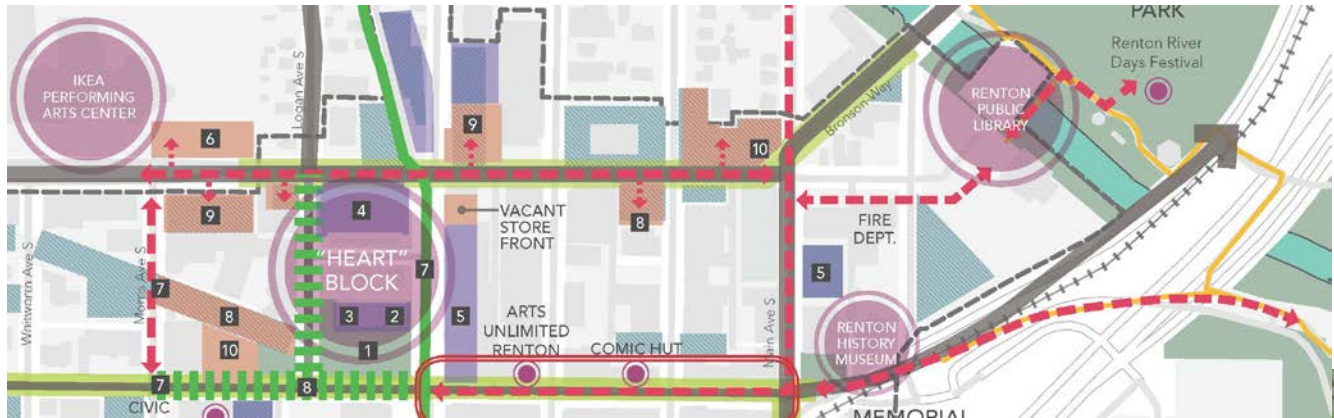 PARK
Renton River
Days Festival
IKEA
PERFORMING
ARTS CENTER
Logan Ave S
RENTON
PUBLIC
LIBRARY
Bronson Way
6
9
10
9
4
8
VACANT
STORE
FRONT
FIRE
DEPT.
Whitworth Ave S
Morris Ave S
"HEART"
BLOCK
7
7
5
8
3
2
5
ARTS
UNLIMITED
RENTON
COMIC HUT
Main Ave S
RENTON
HISTORY
MUSEUM
10
1
7
8
CIVIC
MEMORIAL